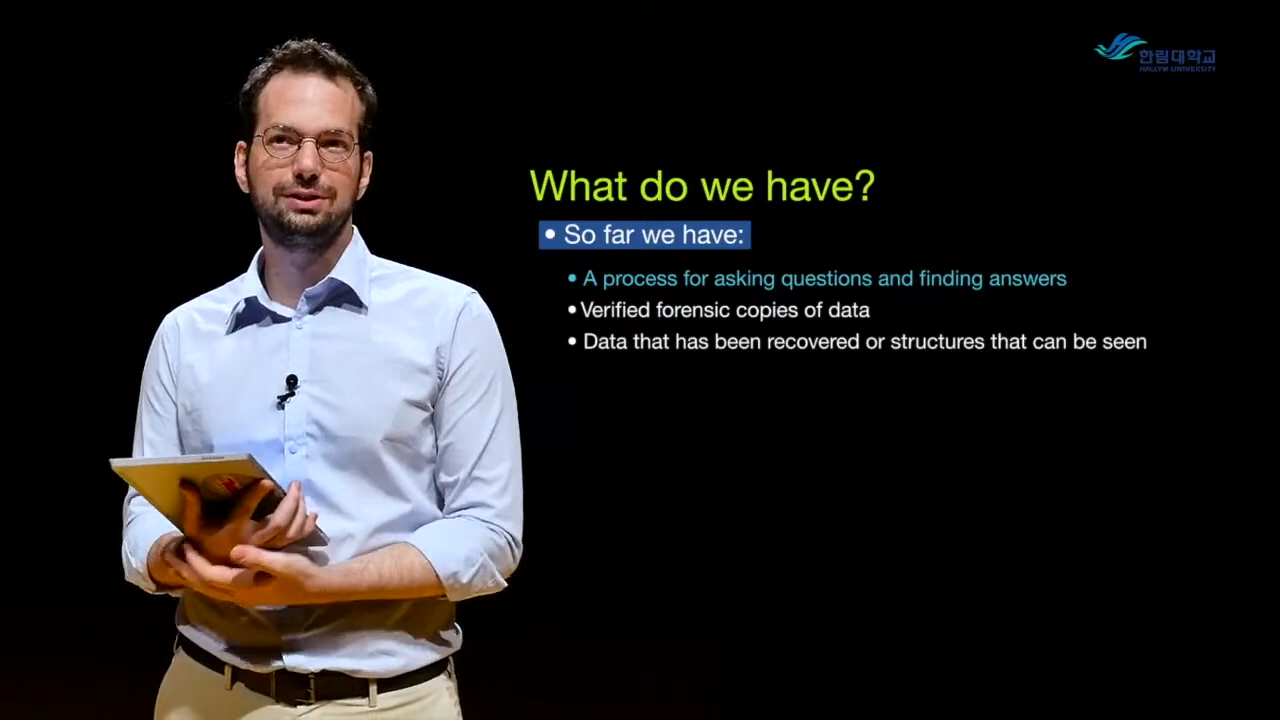 한림대학교
HALLYM UNIVERSITY
What do we have?
• So far we have:
• A process for asking questions and finding answers
• Verified forensic copies of data
• Data that has been recovered or structures that can be seen